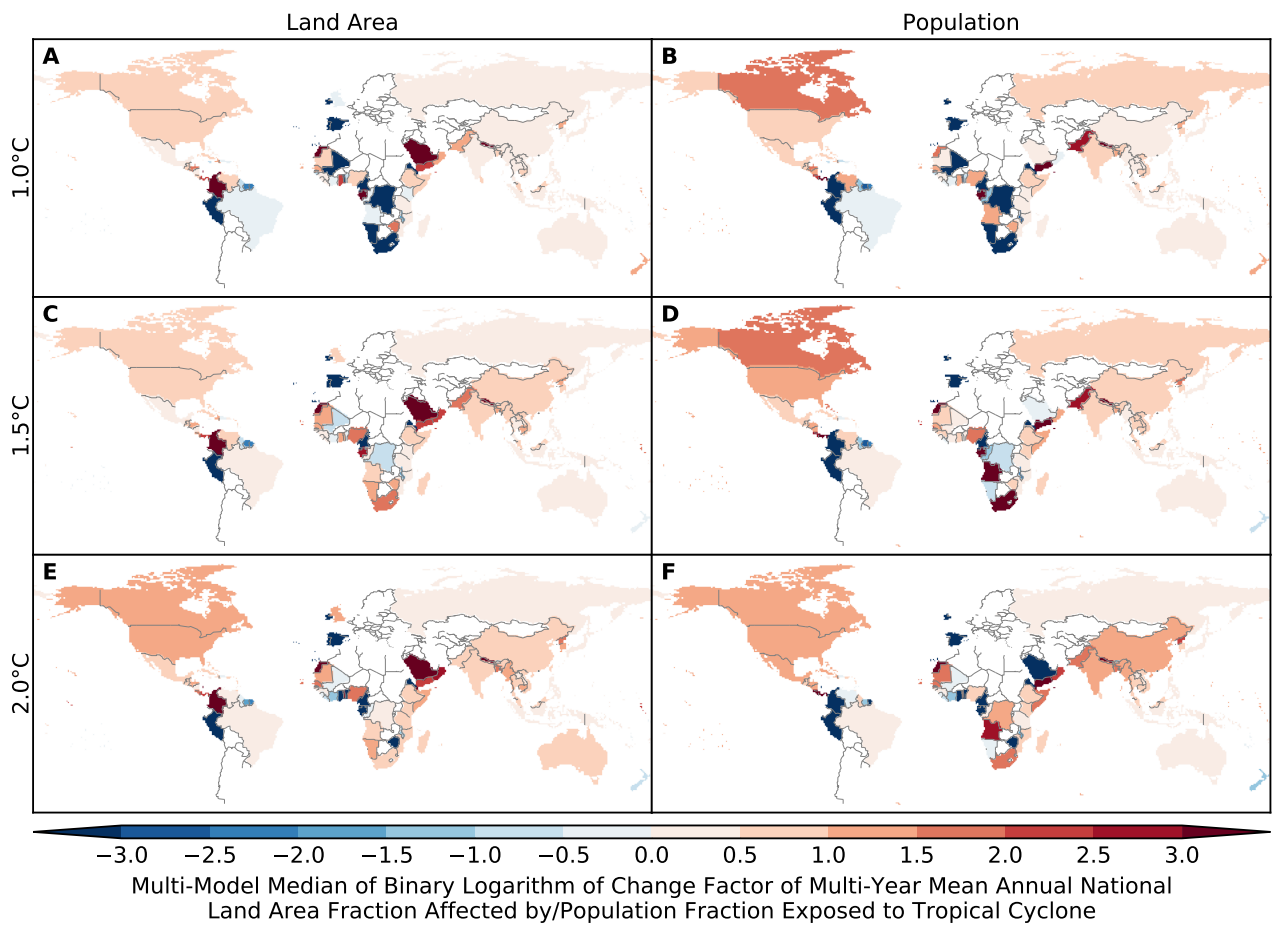 Land Area
Population
A
B
1.0°C
C
D
1.5°C
E
F
2.0°C
−3.0 −2.5 −2.0 −1.5 −1.0 −0.5 0.0 0.5 1.0 1.5 2.0 2.5 3.0
Multi-Model Median of Binary Logarithm of Change Factor of Multi-Year Mean Annual National
Land Area Fraction Affected by/Population Fraction Exposed to Tropical Cyclone